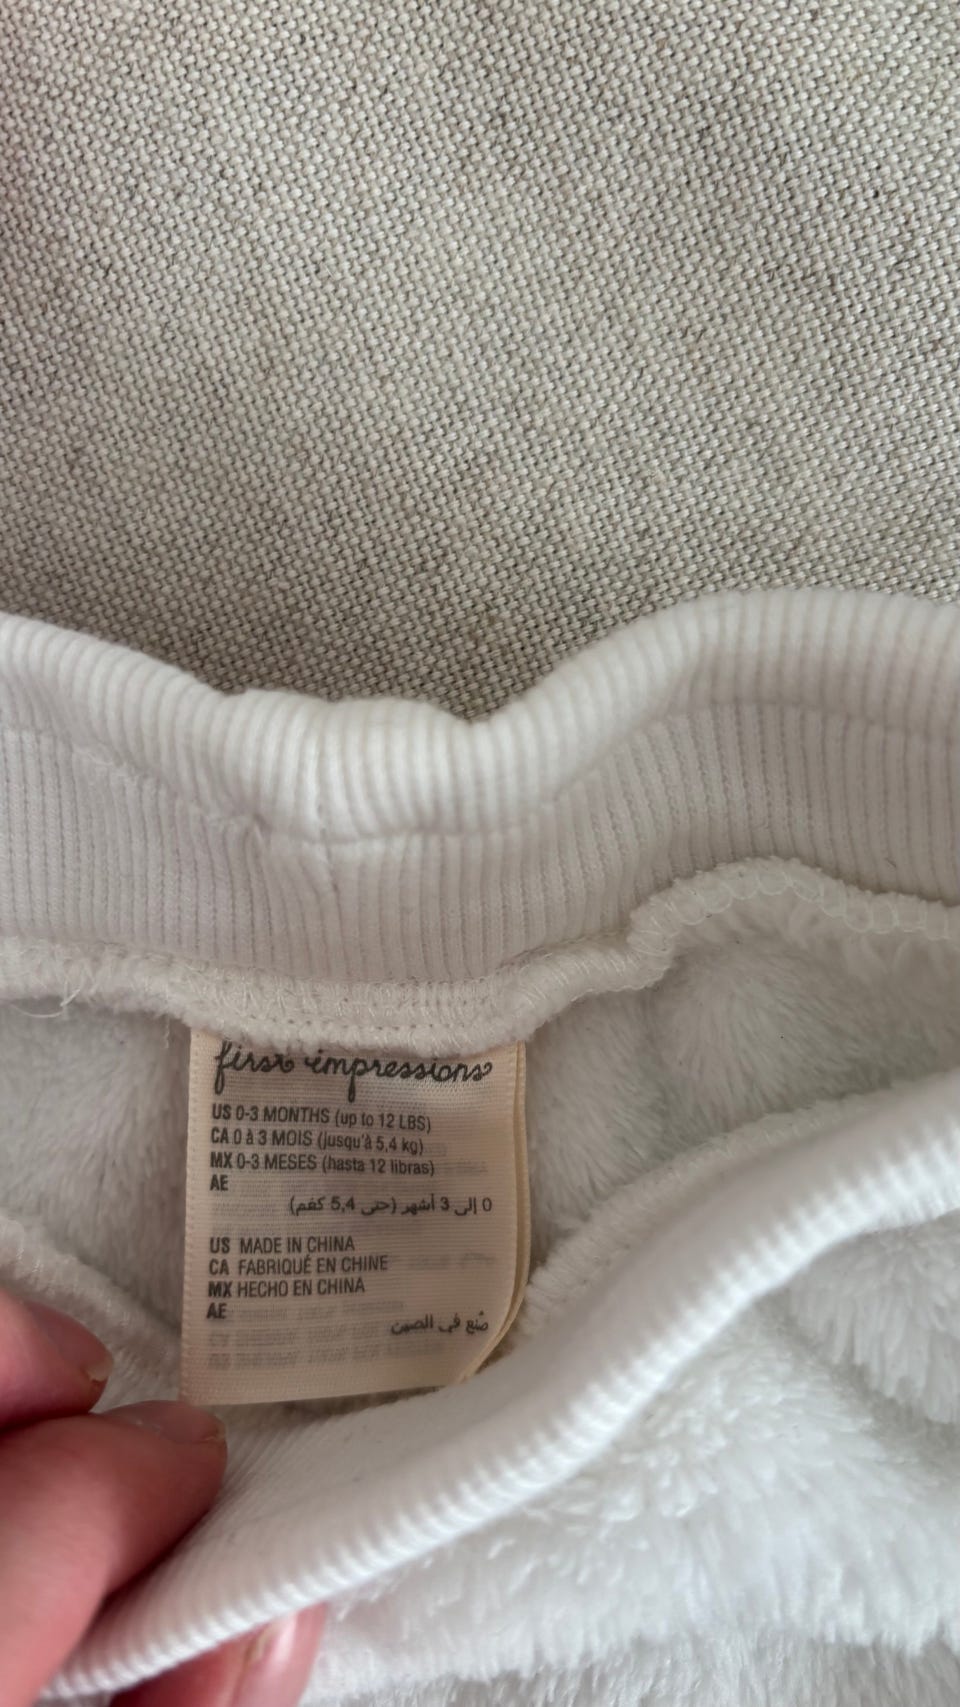 first impressions
US 0-3 MONTHS (up to 12 LBS)
CA 0 à 3 MOIS (jusqu'à 5,4 kg)
MX 0-3 MESES (hasta 12 libras)
AE
0 إلى 3 أشهر (حتى 5,4 كغم)
US MADE IN CHINA
CA FABRIQUÉ EN CHINE
MX HECHO EN CHINA
AE
صُنع في الصين